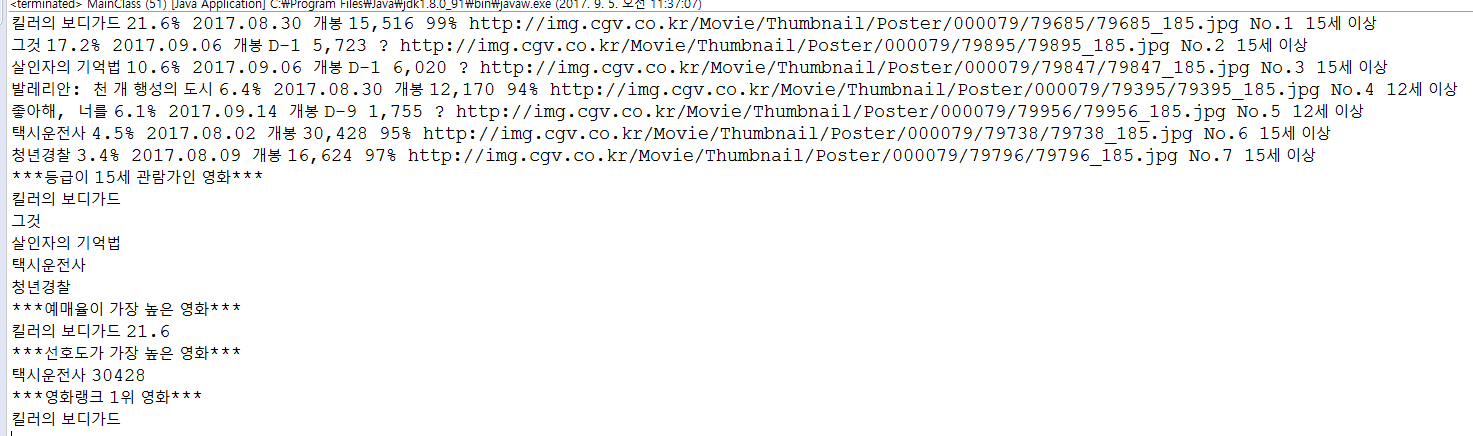 <terminated> MainClass (51) [Java Application] C:₩Program Files₩Java₩jdk1.8.0_91₩bin₩javaw.exe (2017. 9. 5. 오전 11:37:07)
킬러의 보디가드 21.6% 2017.08.30 개봉 15,516 99% http://img.cgv.co.kr/Movie/Thumbnail/Poster/000079/79685/79685_185.jpg No.1 15세 이상
그것 17.2% 2017.09.06 개봉 D-1 5,723 ? http://img.cgv.co.kr/Movie/Thumbnail/Poster/000079/79895/79895_185.jpg No.2 15세 이상
살인자의 기억법 10.6% 2017.09.06 개봉 D-1 6,020 ? http://img.cgv.co.kr/Movie/Thumbnail/Poster/000079/79847/79847_185.jpg No.3 15세 이상
발레리안: 천 개 행성의 도시 6.4% 2017.08.30 개봉 12,170 94% http://img.cgv.co.kr/Movie/Thumbnail/Poster/000079/79395/79395_185.jpg No.4 12세 이상
좋아해, 너를 6.1% 2017.09.14 개봉 D-9 1,755 ? http://img.cgv.co.kr/Movie/Thumbnail/Poster/000079/79956/79956_185.jpg No.5 12세 이상
택시운전사 4.5% 2017.08.02 개봉 30,428 95% http://img.cgv.co.kr/Movie/Thumbnail/Poster/000079/79738/79738_185.jpg No.6 15세 이상
청년경찰 3.4% 2017.08.09 개봉 16,624 97% http://img.cgv.co.kr/Movie/Thumbnail/Poster/000079/79796/79796_185.jpg No.7 15세 이상
***등급이 15세 관람가인 영화***
킬러의 보디가드
그것
살인자의 기억법
택시운전사
청년경찰
***예매율이 가장 높은 영화***
킬러의 보디가드 21.6
***선호도가 가장 높은 영화***
택시운전사 30428
***영화랭크 1위 영화***
킬러의 보디가드